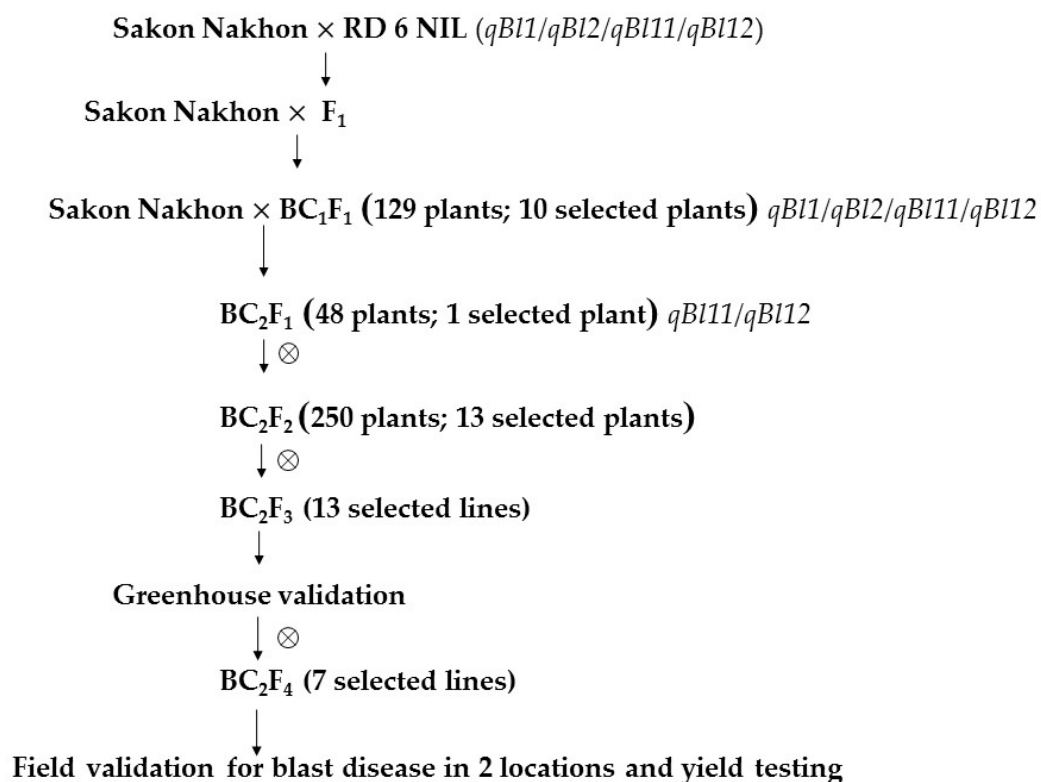 Sakon Nakhon × RD 6 NIL (qBl1/qBl2/qBl11/qBl12)
Sakon Nakhon × F₁
Sakon Nakhon × BC₁F₁ (129 plants; 10 selected plants) qBl1/qBl2/qBl11/qBl12
BC₂F₁ (48 plants; 1 selected plant) qBl11/qBl12
⊗
BC₂F₂ (250 plants; 13 selected plants)
⊗
BC₂F₃ (13 selected lines)
Greenhouse validation
⊗
BC₂F₄ (7 selected lines)
Field validation for blast disease in 2 locations and yield testing